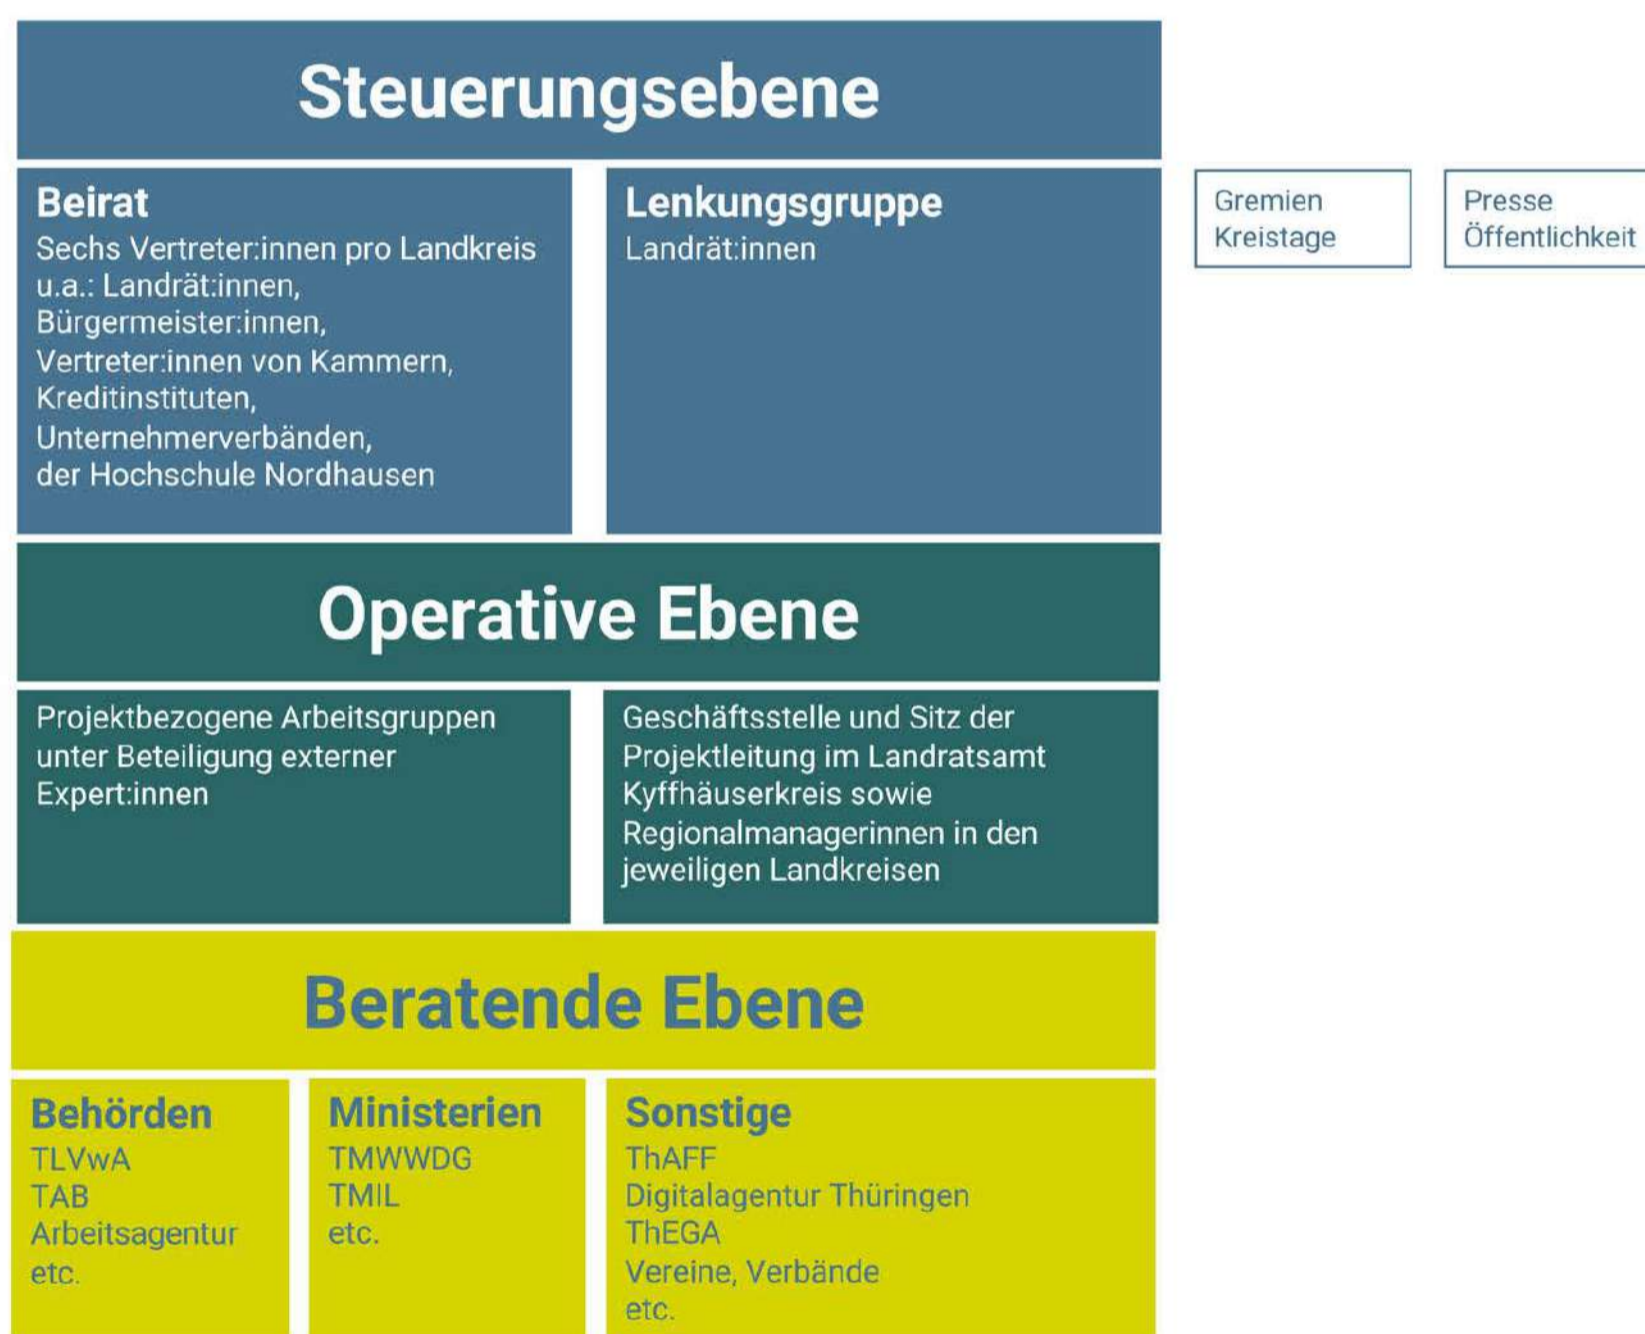 Steuerungsebene
Beirat
Sechs Vertreter:innen pro Landkreis
u.a.: Landrät:innen,
Bürgermeister:innen,
Vertreter:innen von Kammern,
Kreditinstituten,
Unternehmerverbänden,
der Hochschule Nordhausen
Lenkungsgruppe
Landrät:innen
Gremien
Kreistage
Presse
Öffentlichkeit
Operative Ebene
Projektbezogene Arbeitsgruppen
unter Beteiligung externer
Expert:innen
Geschäftsstelle und Sitz der
Projektleitung im Landratsamt
Kyffhäuserkreis sowie
Regionalmanagerinnen in den
jeweiligen Landkreisen
Beratende Ebene
Behörden
TLVwA
TAB
Arbeitsagentur
etc.
Ministerien
TMWWDG
TMIL
etc.
Sonstige
ThAFF
Digitalagentur Thüringen
ThEGA
Vereine, Verbände
etc.